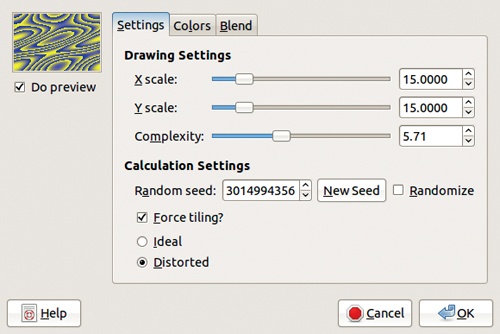 Settings Colors Blend
Do preview
Drawing Settings
X scale: 15.0000
Y scale: 15.0000
Complexity: 5.71
Calculation Settings
Random seed: 3014994356 New Seed Randomize
Force tiling?
Ideal
Distorted
Help Cancel OK